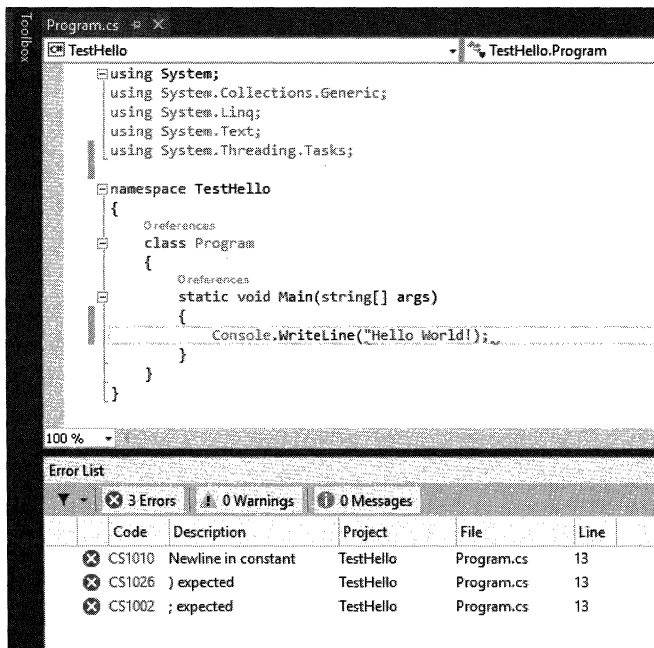 Toolbox
Program.cs
C# TestHello TestHello.Program
using System;
using System.Collections.Generic;
using System.Linq;
using System.Text;
using System.Threading.Tasks;
namespace TestHello
{
0 references
class Program
{
0 references
static void Main(string[] args)
{
Console.WriteLine("Hello World!);
}
}
}
100 %
Error List
3 Errors 0 Warnings 0 Messages
Code Description Project File Line
CS1010 Newline in constant TestHello Program.cs 13
CS1026 ) expected TestHello Program.cs 13
CS1002 ; expected TestHello Program.cs 13